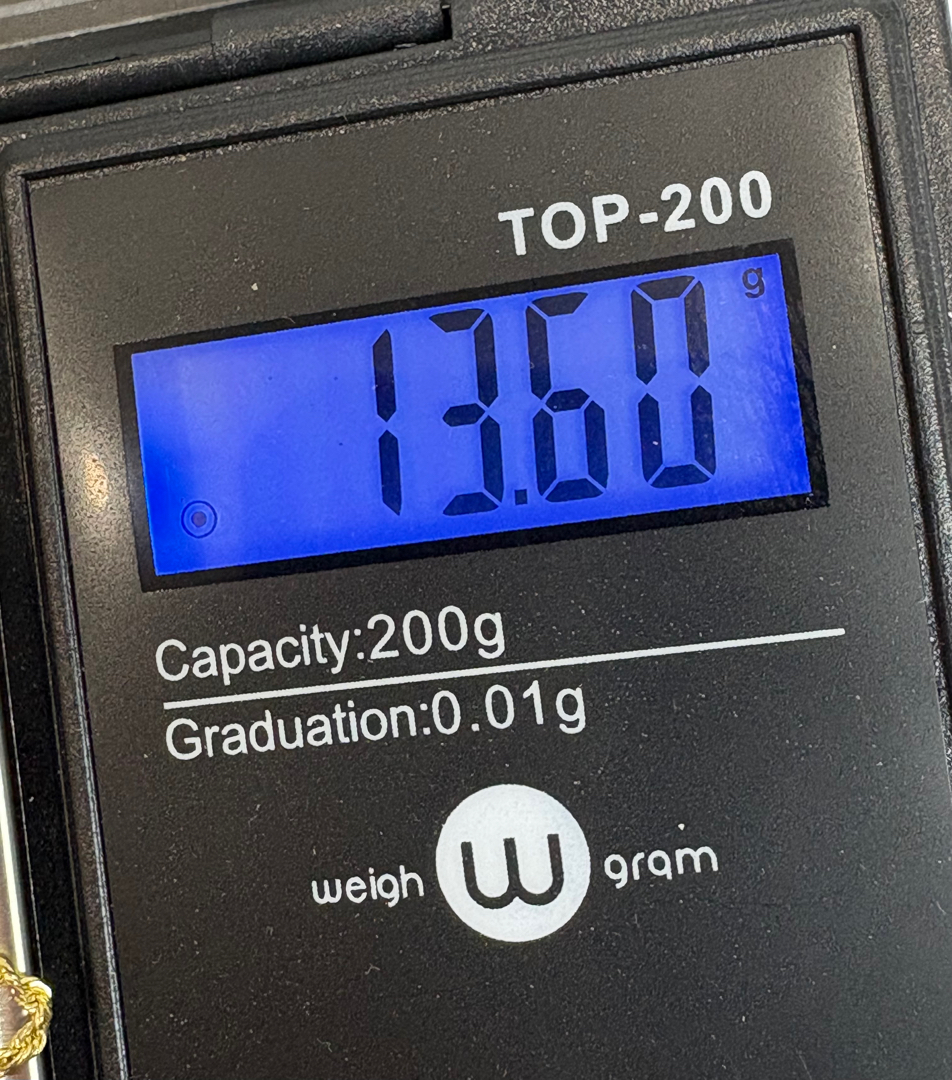 TOP-200
g
13.60
Capacity:200g
Graduation:0.01g
weigh W gram